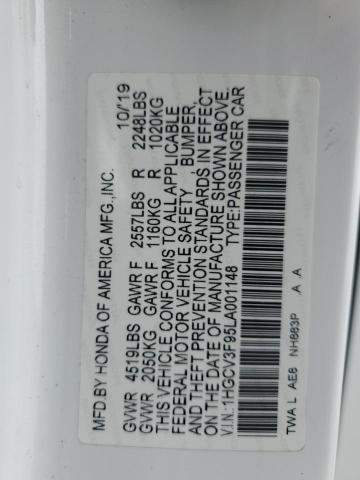 MFD.BY HONDA OF AMERICA MFG.,INC. 10/19
GVWR 4519LBS GAWR F 2557LBS R 2248LBS
GVWR 2050KG GAWR F 1160KG R 1020KG
THIS VEHICLE CONFORMS TO ALL APPLICABLE
FEDERAL MOTOR VEHICLE SAFETY BUMPER,
AND THEFT PREVENTION STANDARDS IN EFFECT
ON THE DATE OF MANUFACTURE SHOWN ABOVE.
V.I.N.:1HGCV3F95LA001148 TYPE:PASSENGER CAR
TWA L AE8 NH883P .A .A